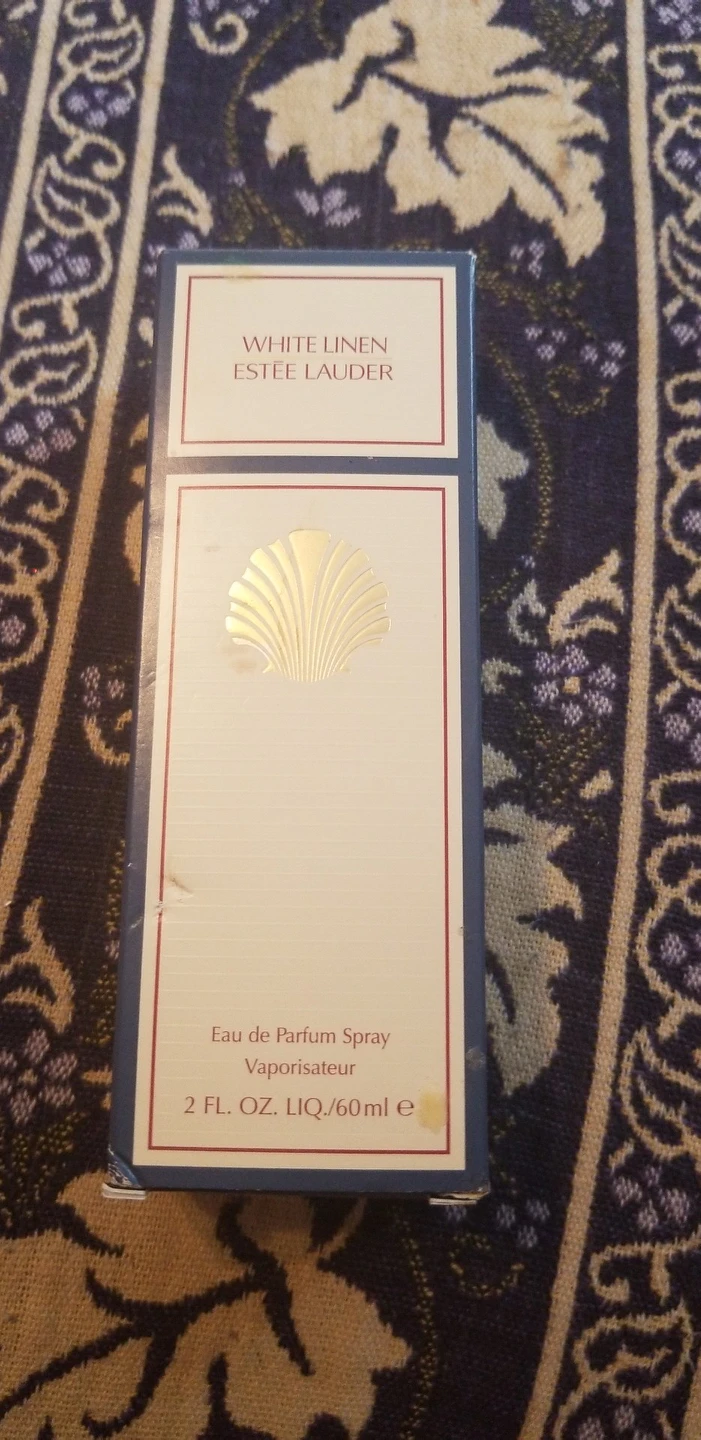 WHITE LINEN
ESTĒE LAUDER
Eau de Parfum Spray
Vaporisateur
2 FL. OZ. LIQ./60ml ℮